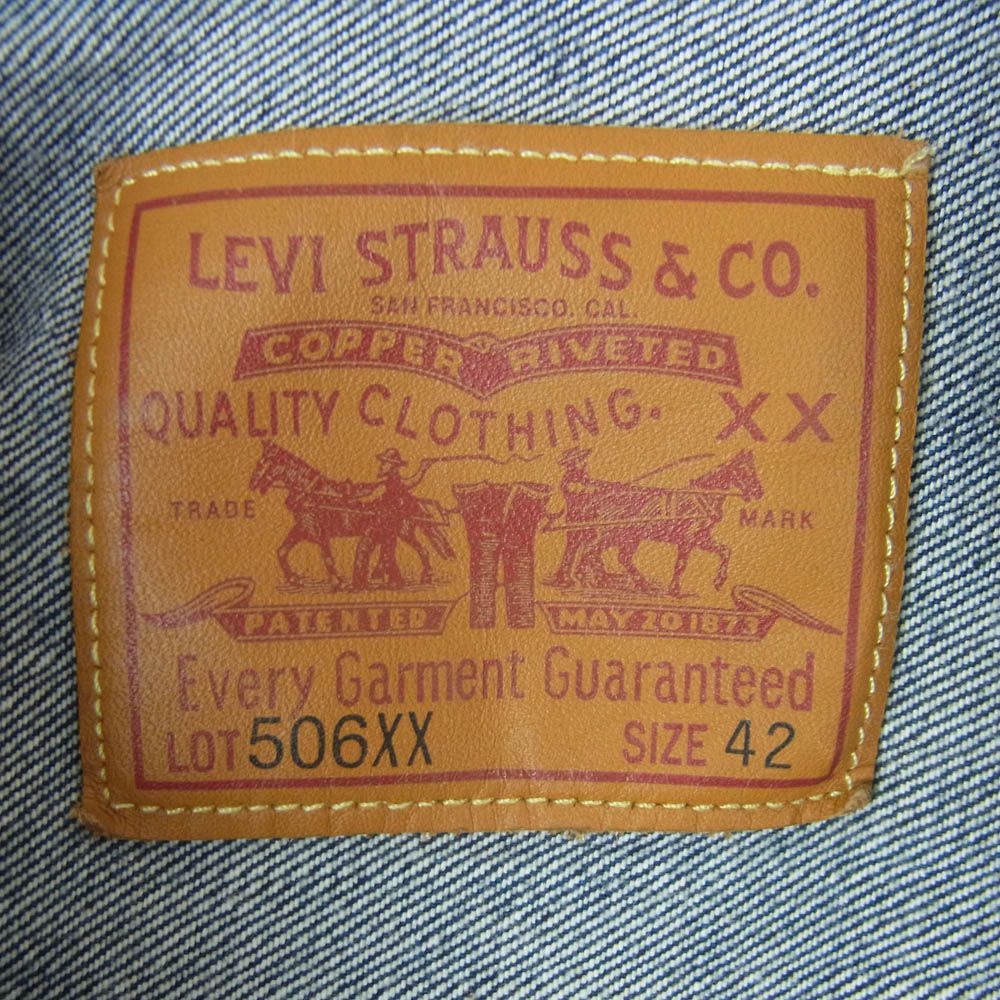 LEVI STRAUSS & CO.
SAN FRANCISCO. CAL.
COPPER RIVETED
QUALITY CLOTHING. XX
TRADE MARK
PATENTED MAY 20 1873
Every Garment Guaranteed
LOT 506XX SIZE 42